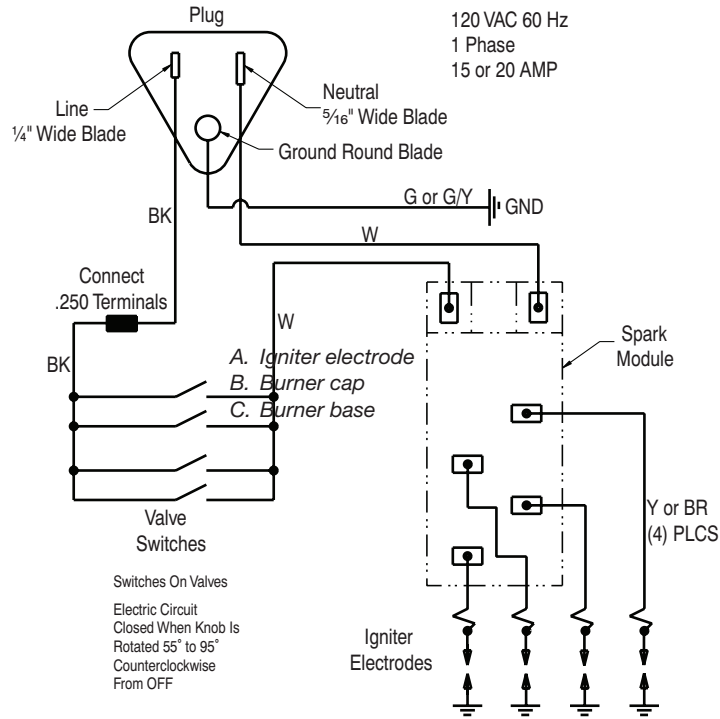 Plug
120 VAC 60 Hz
1 Phase
15 or 20 AMP
Line
¼" Wide Blade
Neutral
5⁄16" Wide Blade
Ground Round Blade
G or G/Y
GND
BK
W
Connect
.250 Terminals
W
BK
A. Igniter electrode
B. Burner cap
C. Burner base
Spark
Module
Valve
Switches
Y or BR
(4) PLCS
Switches On Valves
Electric Circuit
Closed When Knob Is
Rotated 55˚ to 95˚
Counterclockwise
From OFF
Igniter
Electrodes